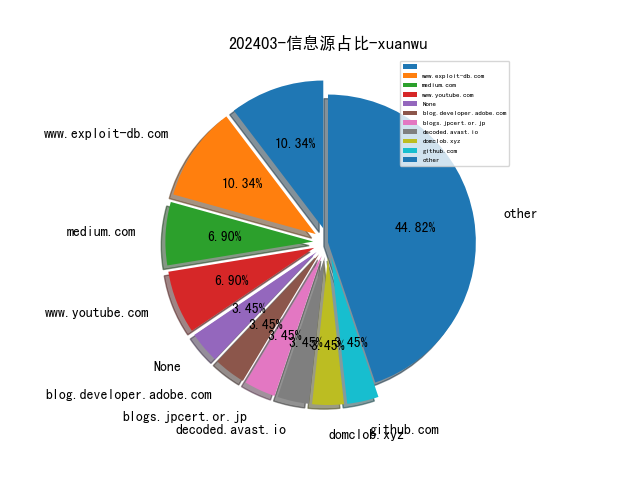 202403-信息源占比-xuanwu
www.exploit-db.com
medium.com
www.youtube.com
None
blog.developer.adobe.com
blogs.jpcert.or.jp
decoded.avast.io
domclob.xyz
github.com
other
10.34%
www.exploit-db.com
10.34%
medium.com
6.90%
44.82%
other
6.90%
www.youtube.com
3.45%
3.45%
3.45%
3.45%
3.45%
3.45%
None
blog.developer.adobe.com
blogs.jpcert.or.jp
decoded.avast.io
domclob.xyz
github.com